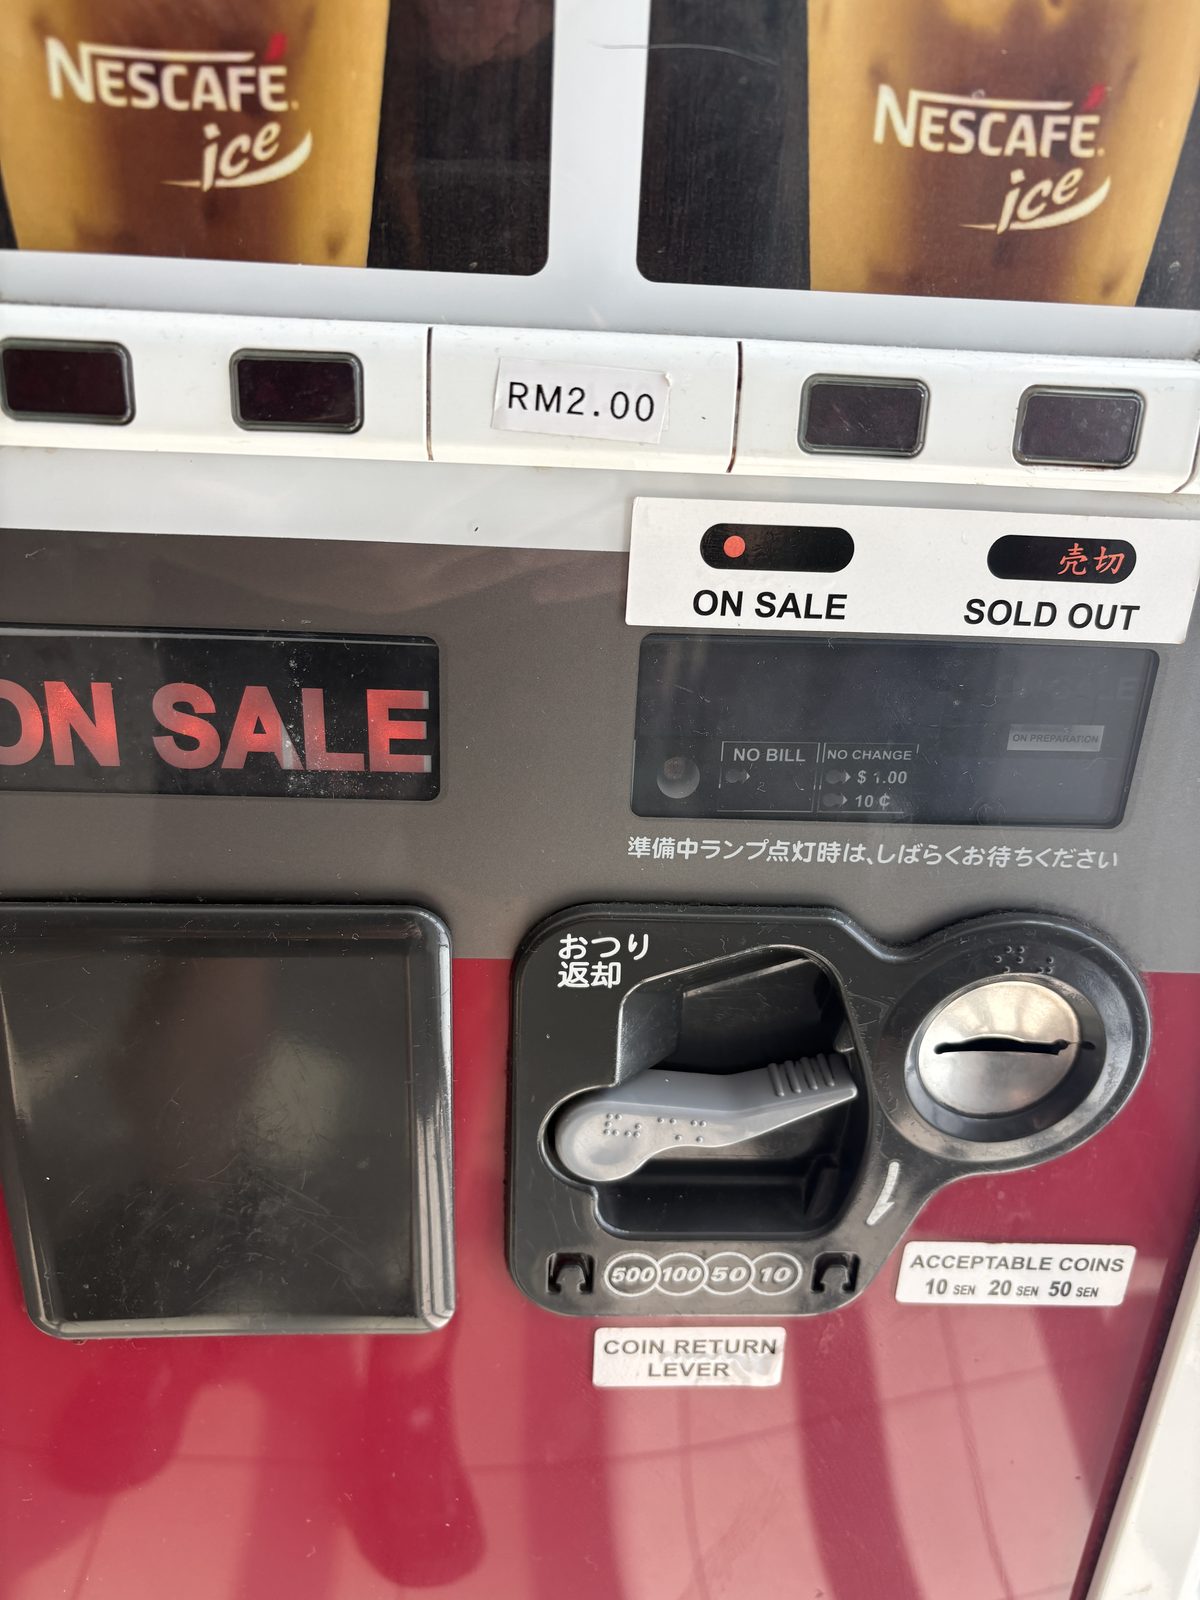 NESCAFÉ
ice
NESCAFÉ
ice
RM2.00
ON SALE
売切
SOLD OUT
ON SALE
ON PREPARATION
NO BILL
NO CHANGE
$ 1.00
10 ¢
準備中ランプ点灯時は、しばらくお待ちください
おつり
返却
500 100 50 10
ACCEPTABLE COINS
10 SEN 20 SEN 50 SEN
COIN RETURN
LEVER